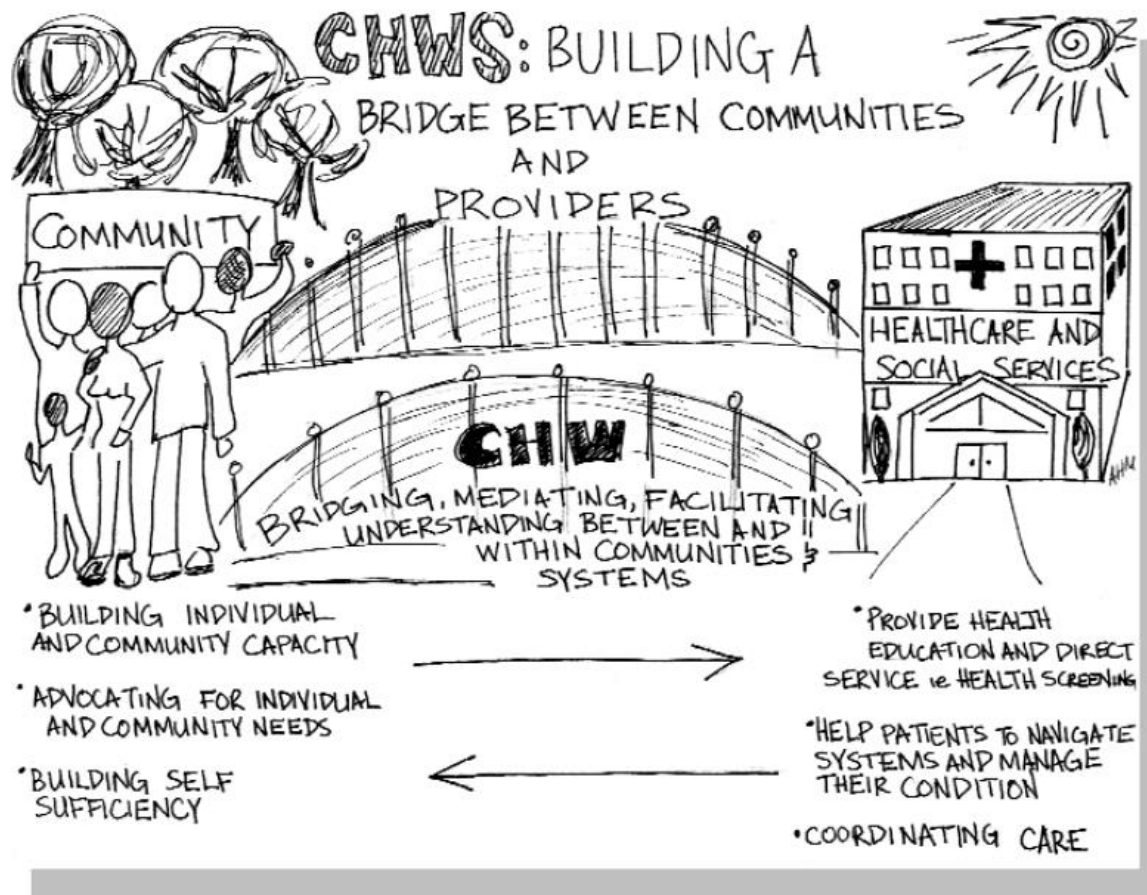 CHWS: BUILDING A
BRIDGE BETWEEN COMMUNITIES
AND
PROVIDERS
COMMUNITY
HEALTHCARE AND
SOCIAL SERVICES
CHW
BRIDGING, MEDIATING, FACILITATING
UNDERSTANDING BETWEEN AND
WITHIN COMMUNITIES &
SYSTEMS
•BUILDING INDIVIDUAL
AND COMMUNITY CAPACITY
•ADVOCATING FOR INDIVIDUAL
AND COMMUNITY NEEDS
•BUILDING SELF
SUFFICIENCY
•PROVIDE HEALTH
EDUCATION AND DIRECT
SERVICE ie HEALTH SCREENING
•HELP PATIENTS TO NAVIGATE
SYSTEMS AND MANAGE
THEIR CONDITION
•COORDINATING CARE